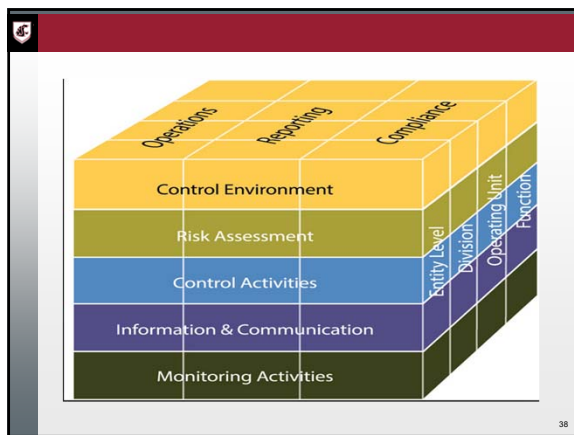 Operations
Reporting
Compliance
Control Environment
Risk Assessment
Control Activities
Information & Communication
Monitoring Activities
Entity Level
Division
Operating Unit
Function
38